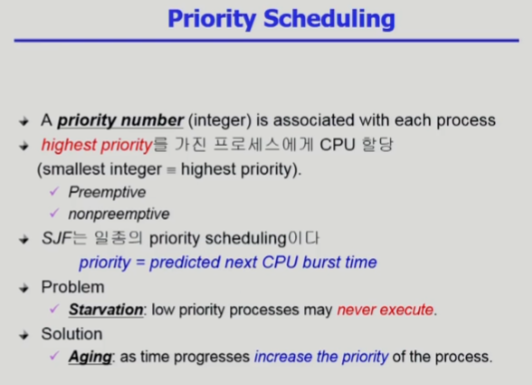 Priority Scheduling
A priority number (integer) is associated with each process
highest priority를 가진 프로세스에게 CPU 할당
(smallest integer ≡ highest priority).
Preemptive
nonpreemptive
SJF는 일종의 priority scheduling이다
priority = predicted next CPU burst time
Problem
Starvation: low priority processes may never execute.
Solution
Aging: as time progresses increase the priority of the process.